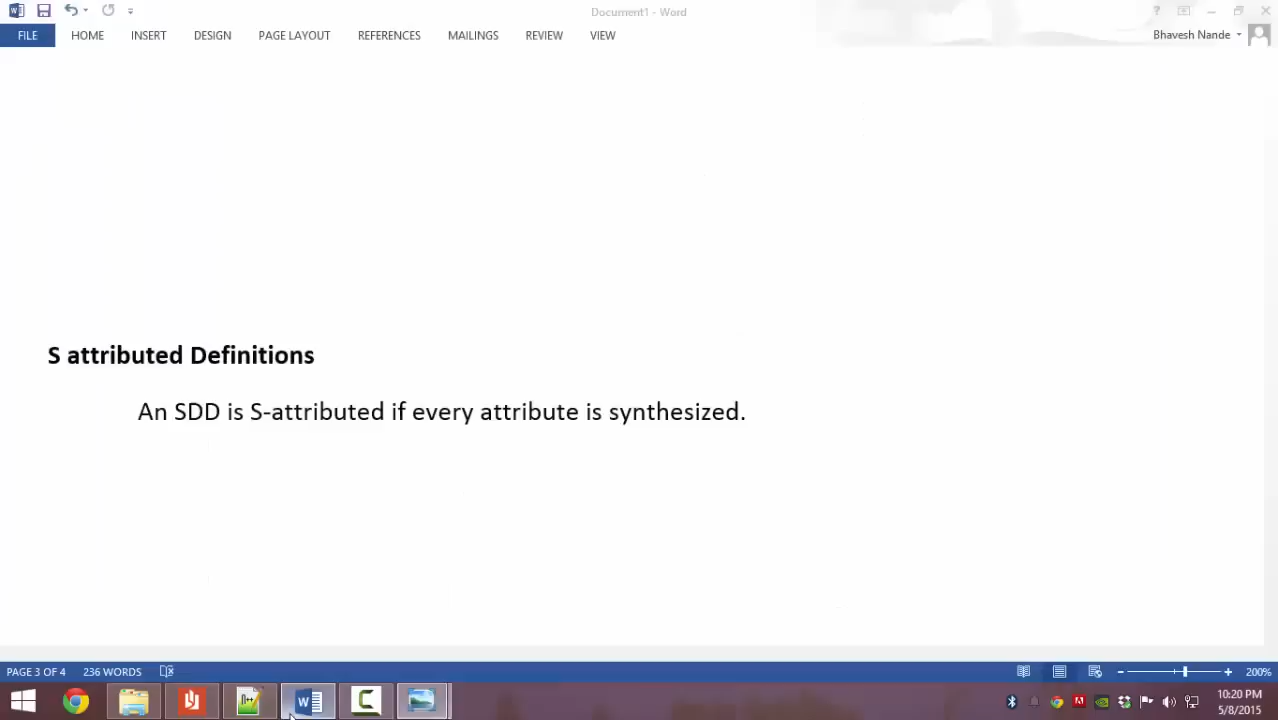 Document1 - Word
FILE HOME INSERT DESIGN PAGE LAYOUT REFERENCES MAILINGS REVIEW VIEW Bhavesh Nande
S attributed Definitions
An SDD is S-attributed if every attribute is synthesized.
PAGE 3 OF 4 236 WORDS 200%
10:20 PM
5/8/2015